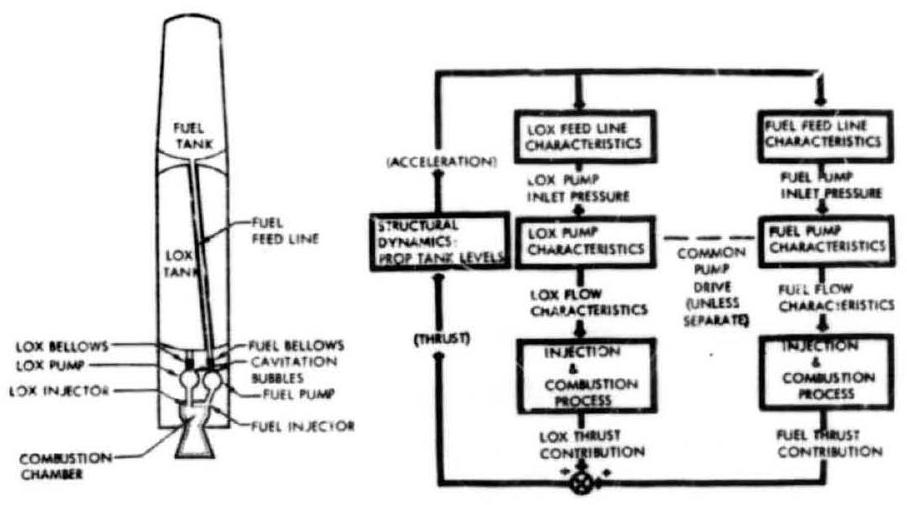 FUEL
TANK
FUEL
FEED LINE
LOX
TANK
LOX BELLOWS
LOX PUMP
LOX INJECTOR
COMBUSTION
CHAMBER
FUEL BELLOWS
CAVITATION
BUBBLES
FUEL PUMP
FUEL INJECTOR
(ACCELERATION)
STRUCTURAL
DYNAMICS:
PROP TANK LEVELS
(THRUST)
LOX FEED LINE
CHARACTERISTICS
LOX PUMP
INLET PRESSURE
LOX PUMP
CHARACTERISTICS
LOX FLOW
CHARACTERISTICS
INJECTION
&
COMBUSTION
PROCESS
LOX THRUST
CONTRIBUTION
+ +
COMMON
PUMP
DRIVE
(UNLESS
SEPARATE)
FUEL FEED LINE
CHARACTERISTICS
FUEL PUMP
INLET PRESSURE
FUEL PUMP
CHARACTERISTICS
FUEL FLOW
CHARACTERISTICS
INJECTION
&
COMBUSTION
PROCESS
FUEL THRUST
CONTRIBUTION